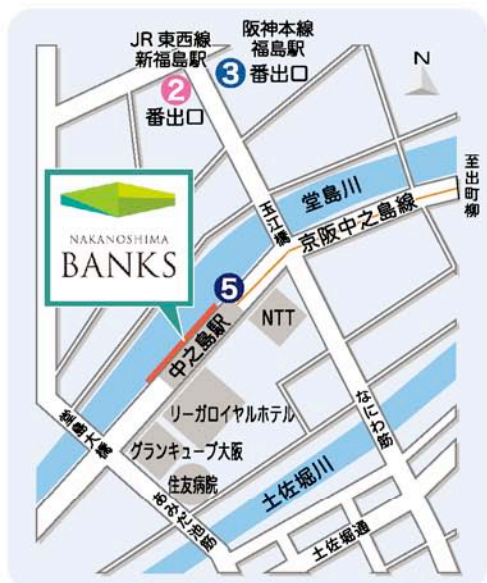 JR 東西線
新福島駅
2
番出口
阪神本線
福島駅
3 番出口
N
至出町柳
堂島川
玉江橋
京阪中之島線
NAKANOSHIMA
BANKS
5
中之島駅
NTT
なにわ筋
リーガロイヤルホテル
グランキューブ大阪
住友病院
堂島大橋
あみだ池筋
土佐堀川
土佐堀通